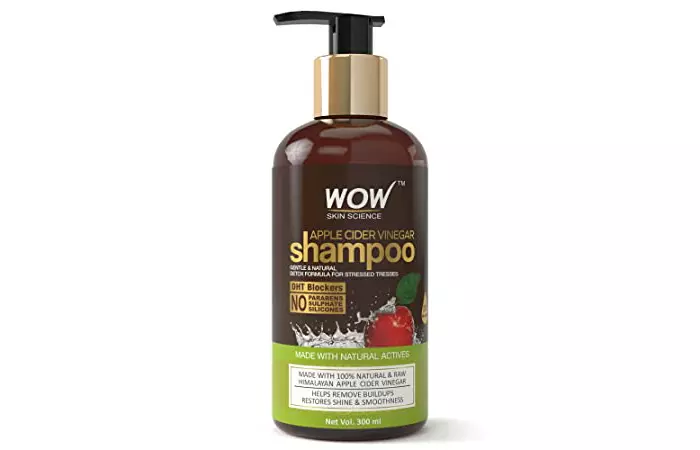 WOW™
SKIN SCIENCE
APPLE CIDER VINEGAR
shampoo
GENTLE & NATURAL
DETOX FORMULA FOR STRESSED TRESSES
DHT Blockers
NO PARABENS
SULPHATE
SILICONES
MADE WITH NATURAL ACTIVES
MADE WITH 100% NATURAL & RAW
HIMALAYAN APPLE CIDER VINEGAR
HELPS REMOVE BUILDUPS
RESTORES SHINE & SMOOTHNESS
Net Vol. 300 ml